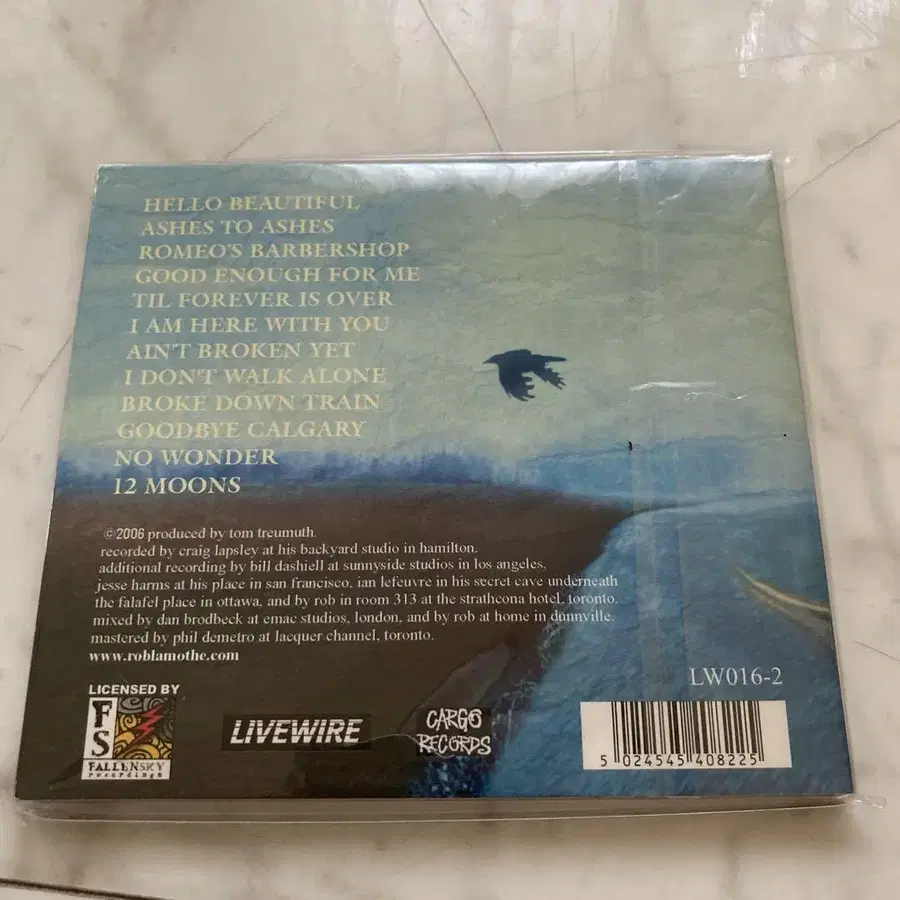 HELLO BEAUTIFUL
ASHES TO ASHES
ROMEO'S BARBERSHOP
GOOD ENOUGH FOR ME
TIL FOREVER IS OVER
I AM HERE WITH YOU
AIN'T BROKEN YET
I DON'T WALK ALONE
BROKE DOWN TRAIN
GOODBYE CALGARY
NO WONDER
12 MOONS
©2006 produced by tom treumuth.
recorded by craig lapsley at his backyard studio in hamilton.
additional recording by bill dashiell at sunnyside studios in los angeles,
jesse harms at his place in san francisco, ian lefeuvre in his secret cave underneath
the falafel place in ottawa, and by rob in room 313 at the strathcona hotel, toronto.
mixed by dan brodbeck at emac studios, london, and by rob at home in dunnville.
mastered by phil demetro at lacquer channel, toronto.
www.roblamothe.com
LW016-2
LICENSED BY
FS
FALLENSKY
recordings
LIVEWIRE
CARGO
RECORDS
5 024545 408225